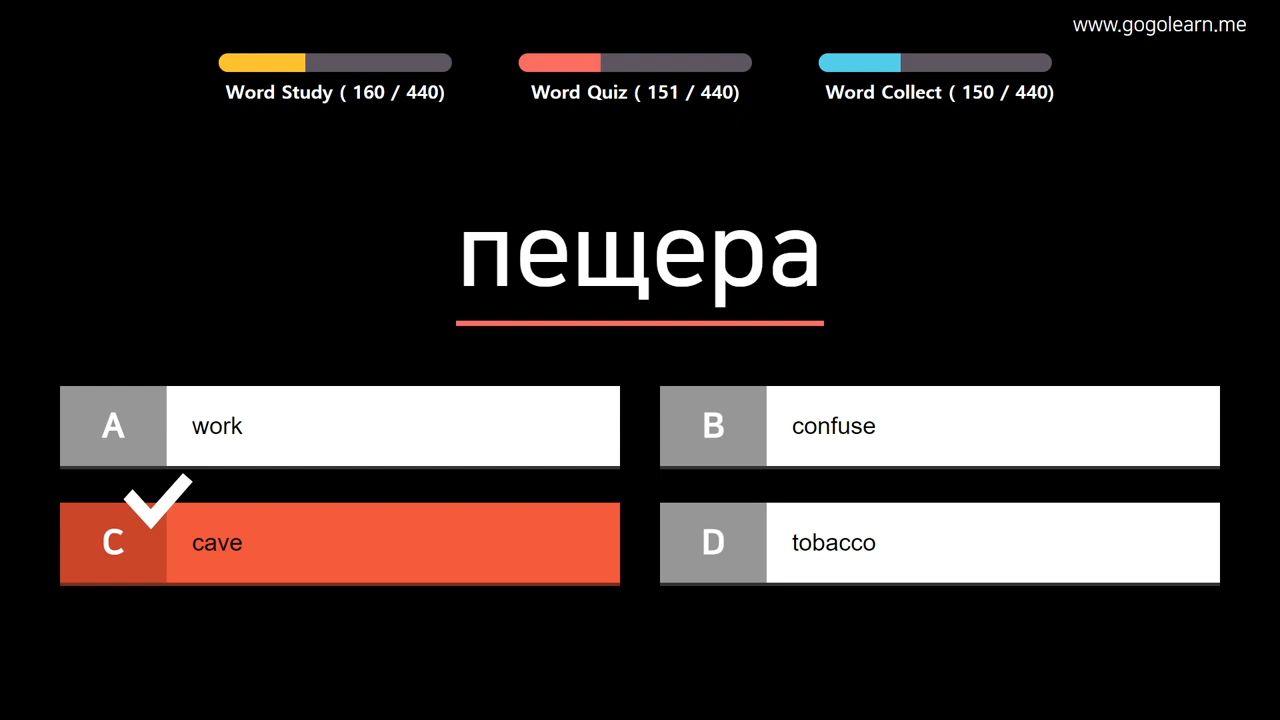 www.gogolearn.me
Word Study ( 160 / 440)
Word Quiz ( 151 / 440)
Word Collect ( 150 / 440)
пещера
A work
B confuse
C cave
D tobacco